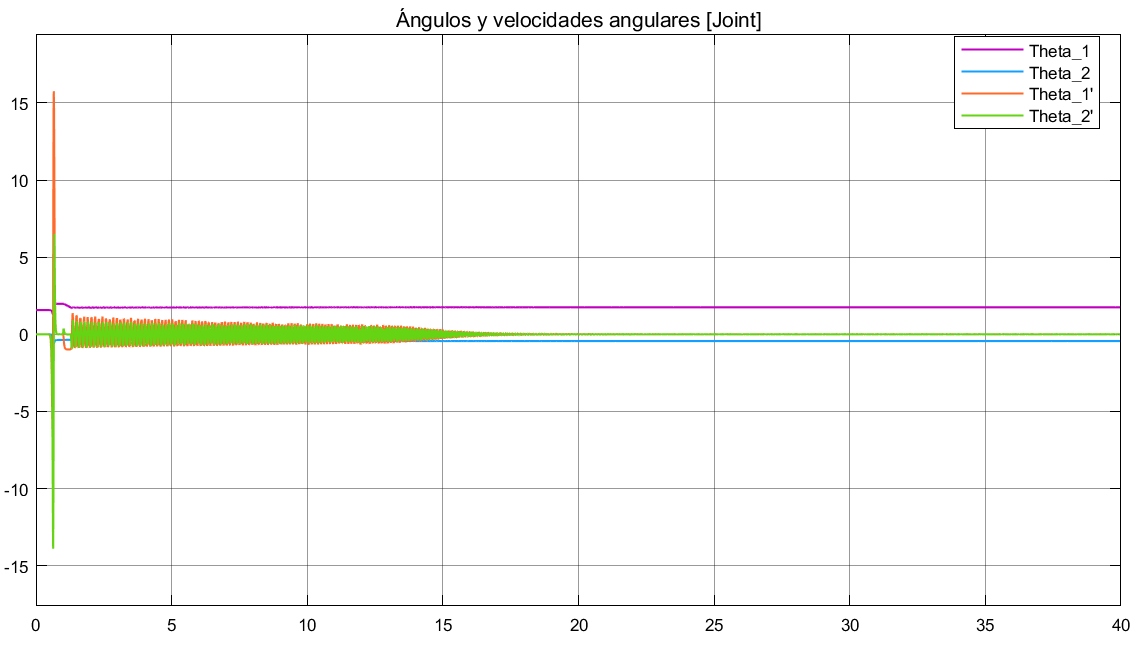 Ángulos y velocidades angulares [Joint]
Theta_1
Theta_2
Theta_1'
Theta_2'
15
10
5
0
-5
-10
-15
0 5 10 15 20 25 30 35 40